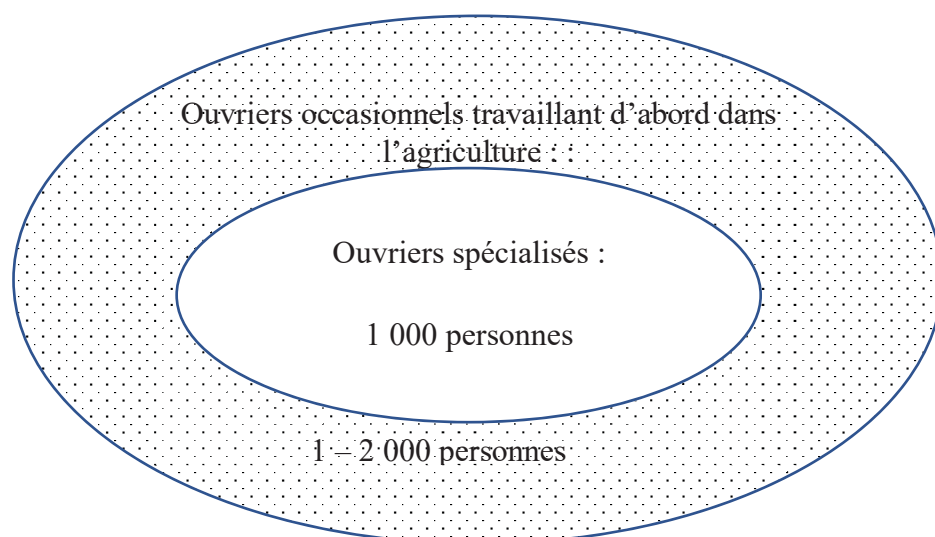 Ouvriers occasionnels travaillant d’abord dans
l’agriculture : :
Ouvriers spécialisés :
1 000 personnes
1 – 2 000 personnes